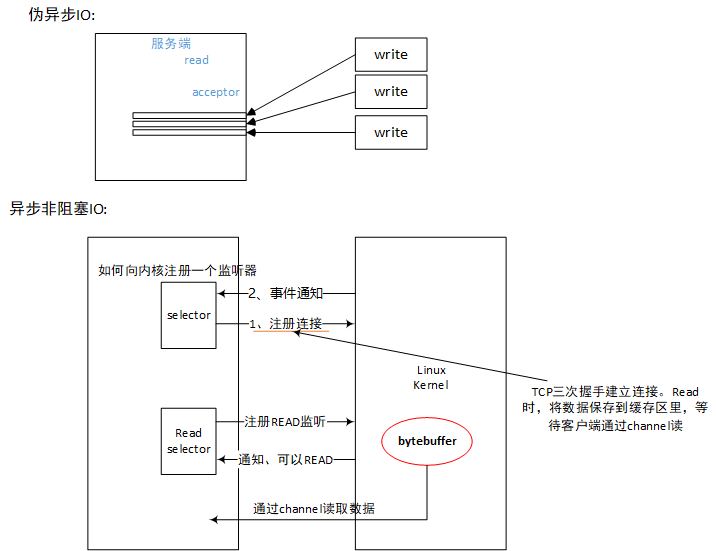 伪异步IO:
服务端
read
acceptor
write
write
write
异步非阻塞IO:
如何向内核注册一个监听器
selector
2、事件通知
1、注册连接
Linux
Kernel
TCP三次握手建立连接。Read
时，将数据保存到缓存区里，等
待客户端通过channel读
Read
selector
注册READ监听
通知、可以READ
bytebuffer
通过channel读取数据